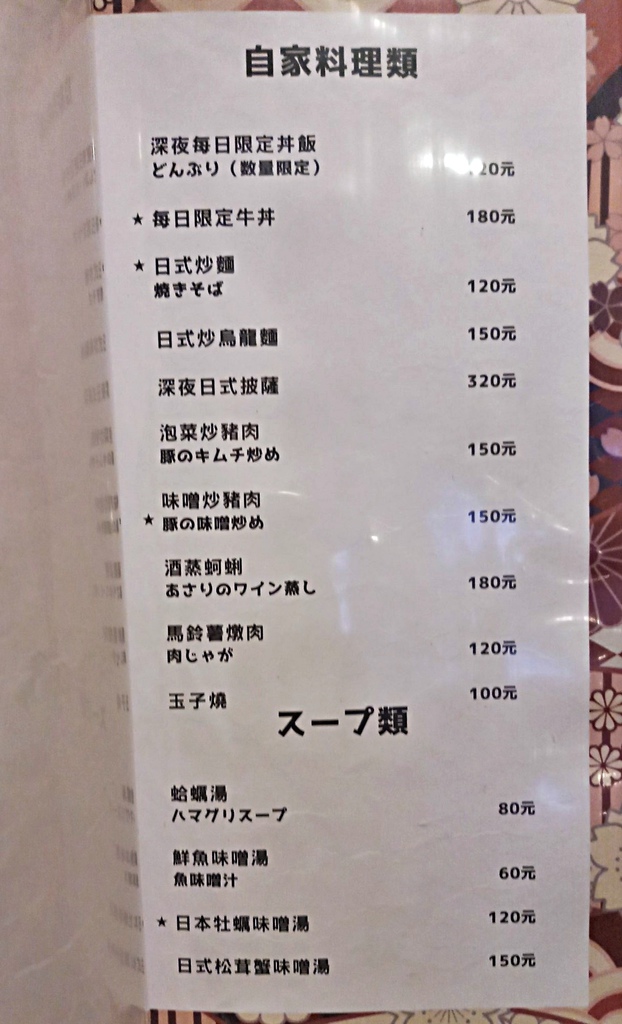 自家料理類
深夜每日限定丼飯
どんぶり（数量限定） 20元
★ 每日限定牛丼 180元
★ 日式炒麵
焼きそば 120元
日式炒烏龍麵 150元
深夜日式披薩 320元
泡菜炒豬肉
豚のキムチ炒め 150元
味噌炒豬肉
★ 豚の味噌炒め 150元
酒蒸蚵蜊
あさりのワイン蒸し 180元
馬鈴薯燉肉
肉じゃが 120元
玉子燒 100元
スープ類
蛤蠣湯
ハマグリスープ 80元
鮮魚味噌湯
魚味噌汁 60元
★ 日本牡蠣味噌湯 120元
日式松茸蟹味噌湯 150元